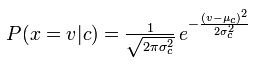 P(x = v|c) = \frac{1}{\sqrt{2\pi\sigma_c^2}} e^{-\frac{(v-\mu_c)^2}{2\sigma_c^2}}